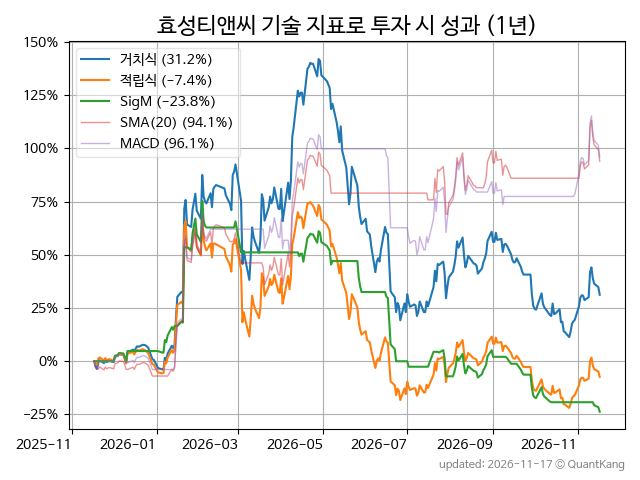 효성티앤씨 기술 지표로 투자 시 성과 (1년)
150%
125%
100%
75%
50%
25%
0%
−25%
거치식 (31.2%)
적립식 (−7.4%)
SigM (−23.8%)
SMA(20) (94.1%)
MACD (96.1%)
2025-11
2026-01
2026-03
2026-05
2026-07
2026-09
2026-11
updated: 2026-11-17 © QuantKang